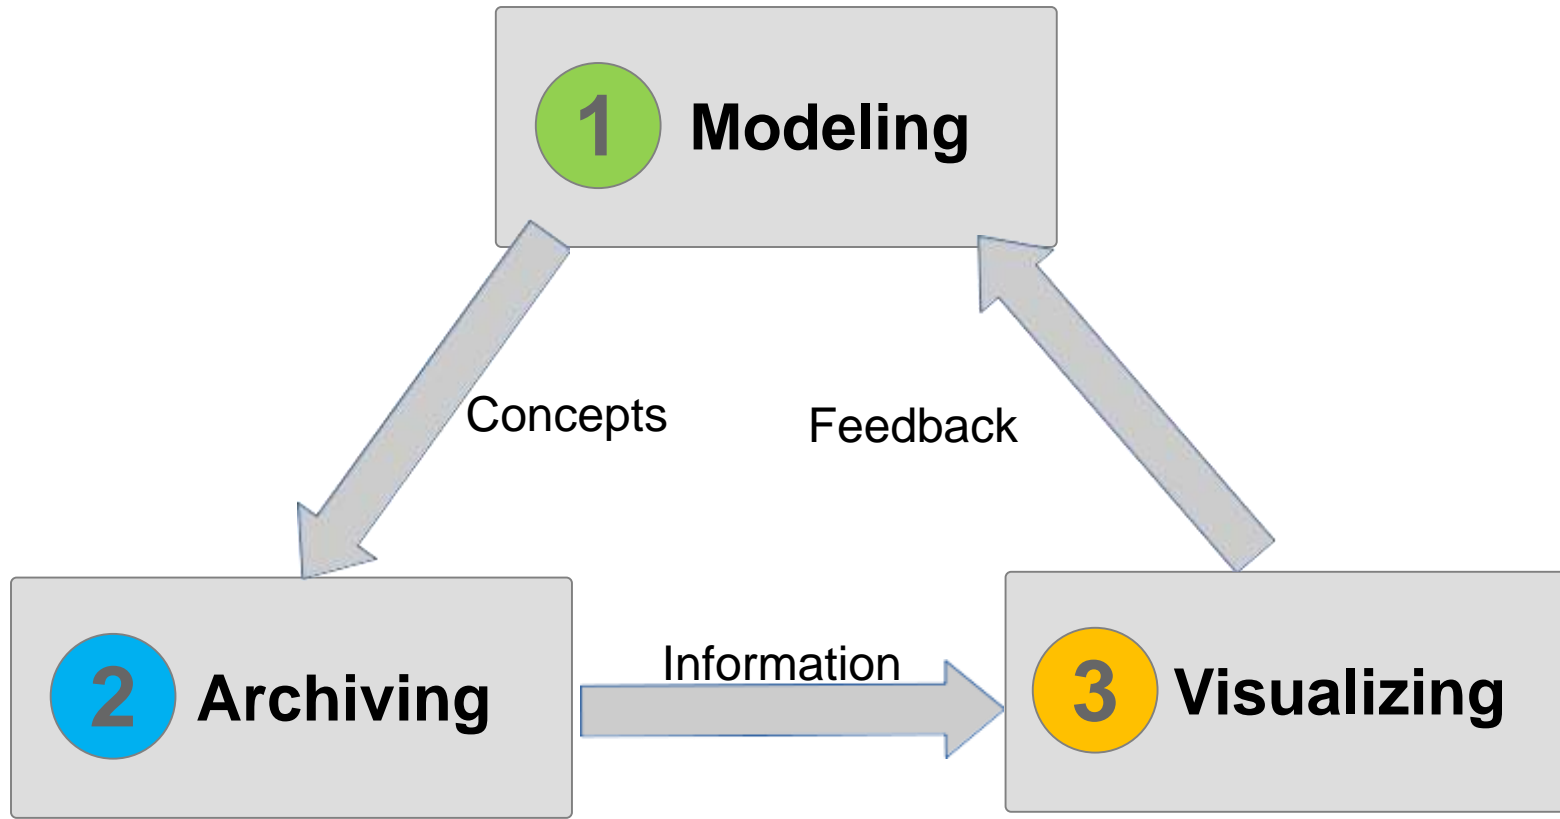 1 Modeling
Concepts
Feedback
Information
2 Archiving
3 Visualizing